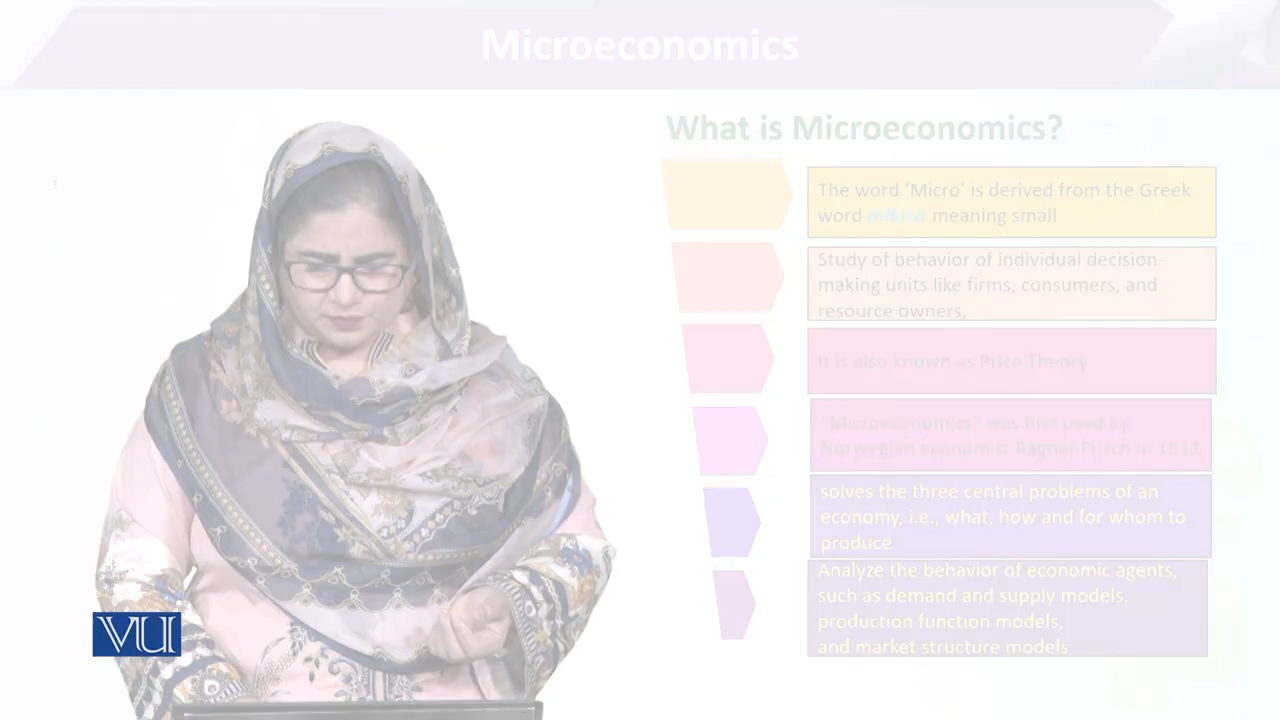 Microeconomics
What is Microeconomics?
The word ‘Micro’ is derived from the Greek
word mikros meaning small
Study of behavior of individual decision-
making units like firms, consumers, and
resource owners,
It is also known as Price Theory
“Microeconomics” was first used by
Norwegian economist Ragnar Frisch in
solves the three central problems of an
economy, i.e., what, how and for whom to
produce
Analyze the behavior of economic agents,
such as demand and supply models,
production function models,
and market structure models
VU